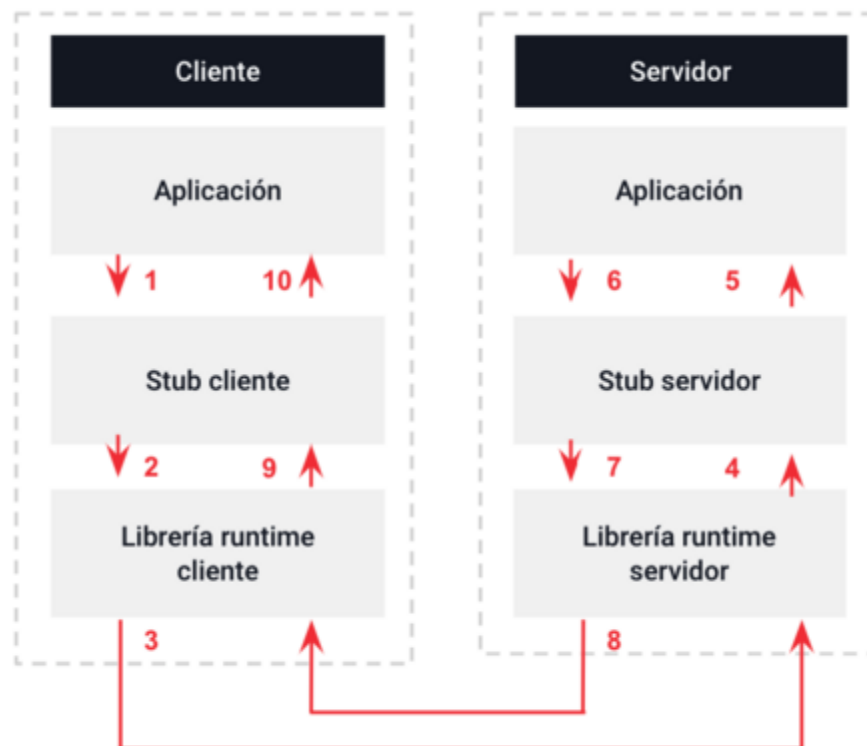 Cliente
Servidor
Aplicación
Aplicación
1
10
6
5
Stub cliente
Stub servidor
2
9
7
4
Librería runtime
cliente
Librería runtime
servidor
3
8